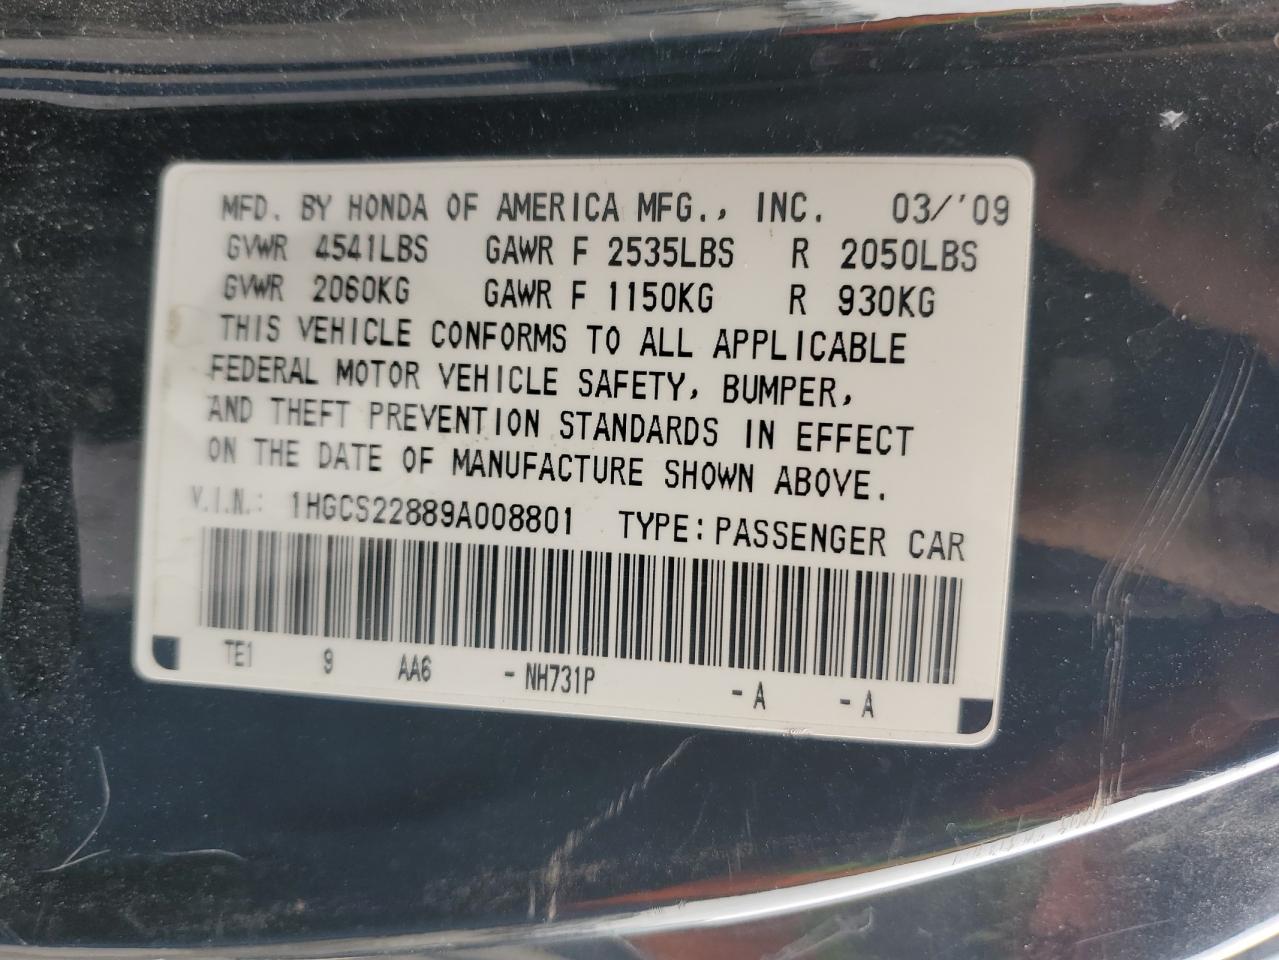 MFD. BY HONDA OF AMERICA MFG., INC. 03/'09
GVWR 4541LBS GAWR F 2535LBS R 2050LBS
GVWR 2060KG GAWR F 1150KG R 930KG
THIS VEHICLE CONFORMS TO ALL APPLICABLE
FEDERAL MOTOR VEHICLE SAFETY, BUMPER,
AND THEFT PREVENTION STANDARDS IN EFFECT
ON THE DATE OF MANUFACTURE SHOWN ABOVE.
V.I.N.: 1HGCS22889A008801 TYPE: PASSENGER CAR
TE1 9 AA6 - NH731P - A - A